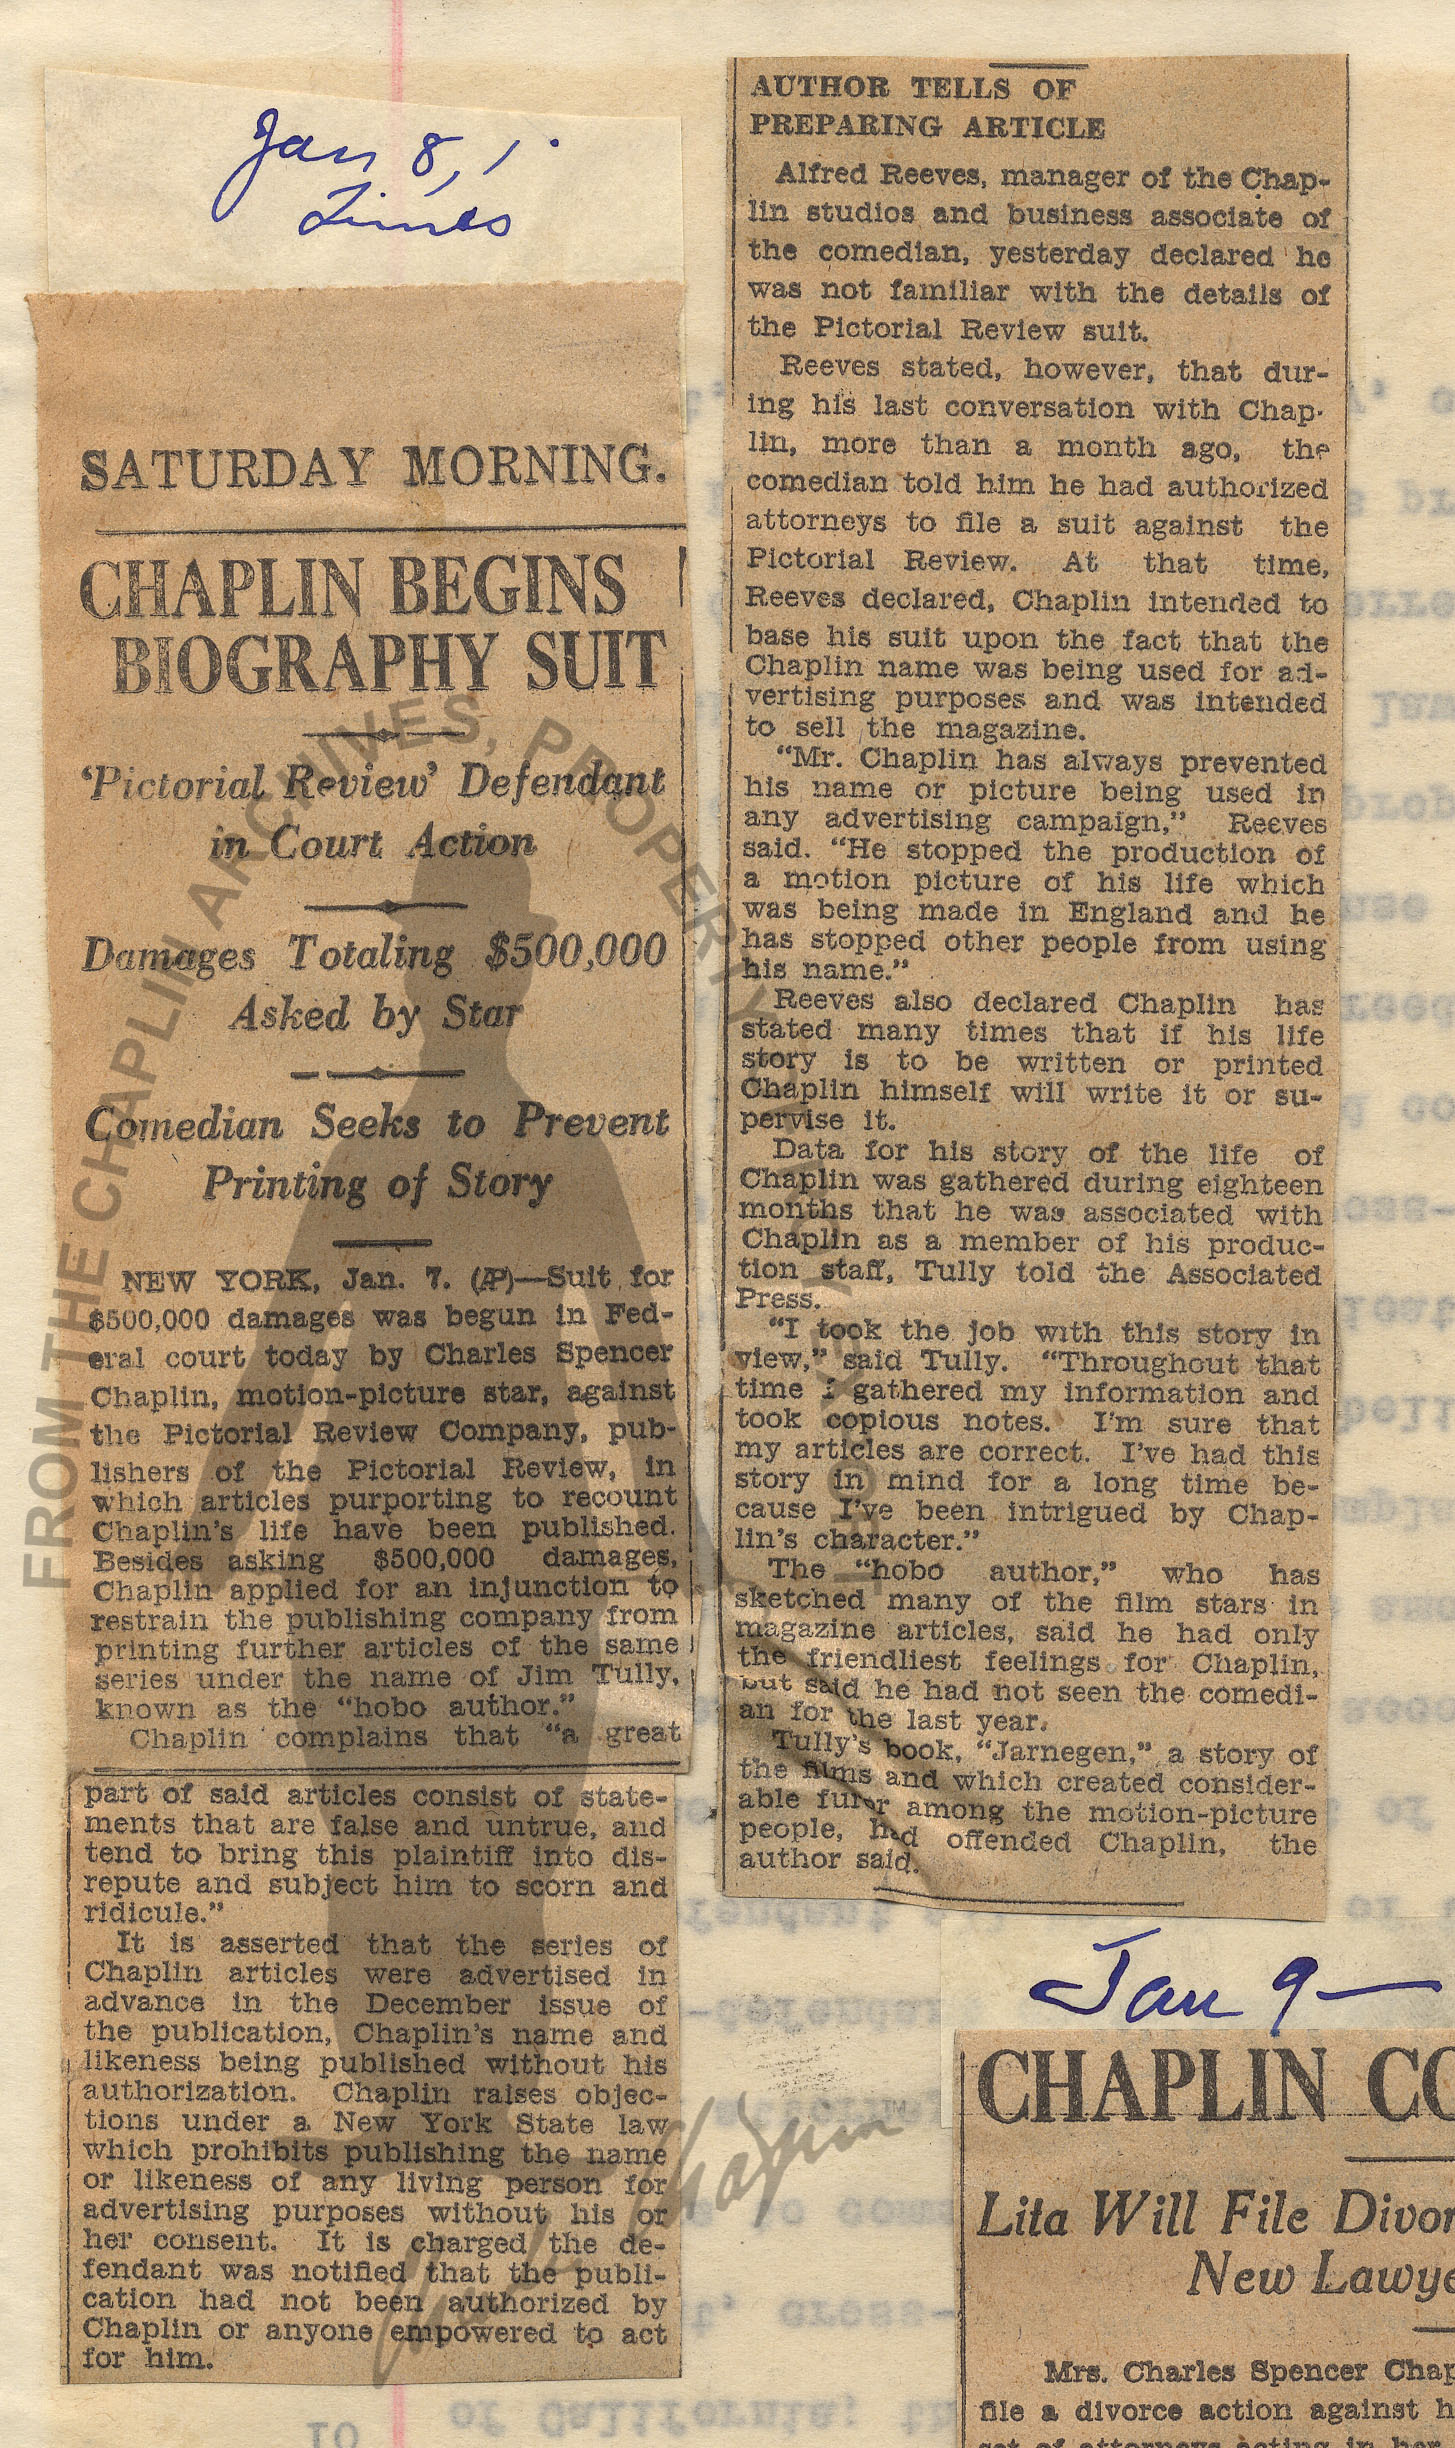 Jan 8,
Times
SATURDAY MORNING.
CHAPLIN BEGINS
BIOGRAPHY SUIT
‘Pictorial Review’ Defendant
in Court Action
Damages Totaling $500,000
Asked by Star
Comedian Seeks to Prevent
Printing of Story
NEW YORK, Jan. 7. (AP)—Suit for
$500,000 damages was begun in Fed-
eral court today by Charles Spencer
Chaplin, motion-picture star, against
the Pictorial Review Company, pub-
lishers of the Pictorial Review, in
which articles purporting to recount
Chaplin's life have been published.
Besides asking $500,000 damages,
Chaplin applied for an injunction to
restrain the publishing company from
printing further articles of the same
series under the name of Jim Tully,
known as the “hobo author.”
Chaplin complains that “a great
part of said articles consist of state-
ments that are false and untrue, and
tend to bring this plaintiff into dis-
repute and subject him to scorn and
ridicule.”
It is asserted that the series of
Chaplin articles were advertised in
advance in the December issue of
the publication, Chaplin's name and
likeness being published without his
authorization. Chaplin raises objec-
tions under a New York State law
which prohibits publishing the name
or likeness of any living person for
advertising purposes without his or
her consent. It is charged the de-
fendant was notified that the publi-
cation had not been authorized by
Chaplin or anyone empowered to act
for him.
AUTHOR TELLS OF
PREPARING ARTICLE
Alfred Reeves, manager of the Chap-
lin studios and business associate of
the comedian, yesterday declared he
was not familiar with the details of
the Pictorial Review suit.
Reeves stated, however, that dur-
ing his last conversation with Chap-
lin, more than a month ago, the
comedian told him he had authorized
attorneys to file a suit against the
Pictorial Review. At that time,
Reeves declared, Chaplin intended to
base his suit upon the fact that the
Chaplin name was being used for ad-
vertising purposes and was intended
to sell the magazine.
“Mr. Chaplin has always prevented
his name or picture being used in
any advertising campaign,” Reeves
said. “He stopped the production of
a motion picture of his life which
was being made in England and he
has stopped other people from using
his name.”
Reeves also declared Chaplin has
stated many times that if his life
story is to be written or printed
Chaplin himself will write it or su-
pervise it.
Data for his story of the life of
Chaplin was gathered during eighteen
months that he was associated with
Chaplin as a member of his produc-
tion staff, Tully told the Associated
Press.
“I took the job with this story in
view,” said Tully. “Throughout that
time I gathered my information and
took copious notes. I'm sure that
my articles are correct. I've had this
story in mind for a long time be-
cause I've been intrigued by Chap-
lin's character.”
The “hobo author,” who has
sketched many of the film stars in
magazine articles, said he had only
the friendliest feelings for Chaplin,
but said he had not seen the comedi-
an for the last year.
Tully's book, “Jarnegen,” a story of
the films and which created consider-
able furor among the motion-picture
people, had offended Chaplin, the
author said.
Jan 9—
CHAPLIN CO
Lita Will File Divor
New Lawye
Mrs. Charles Spencer Chap
file a divorce action against h
set of attorneys acting in her
FROM THE CHAPLIN ARCHIVES, PROPERTY